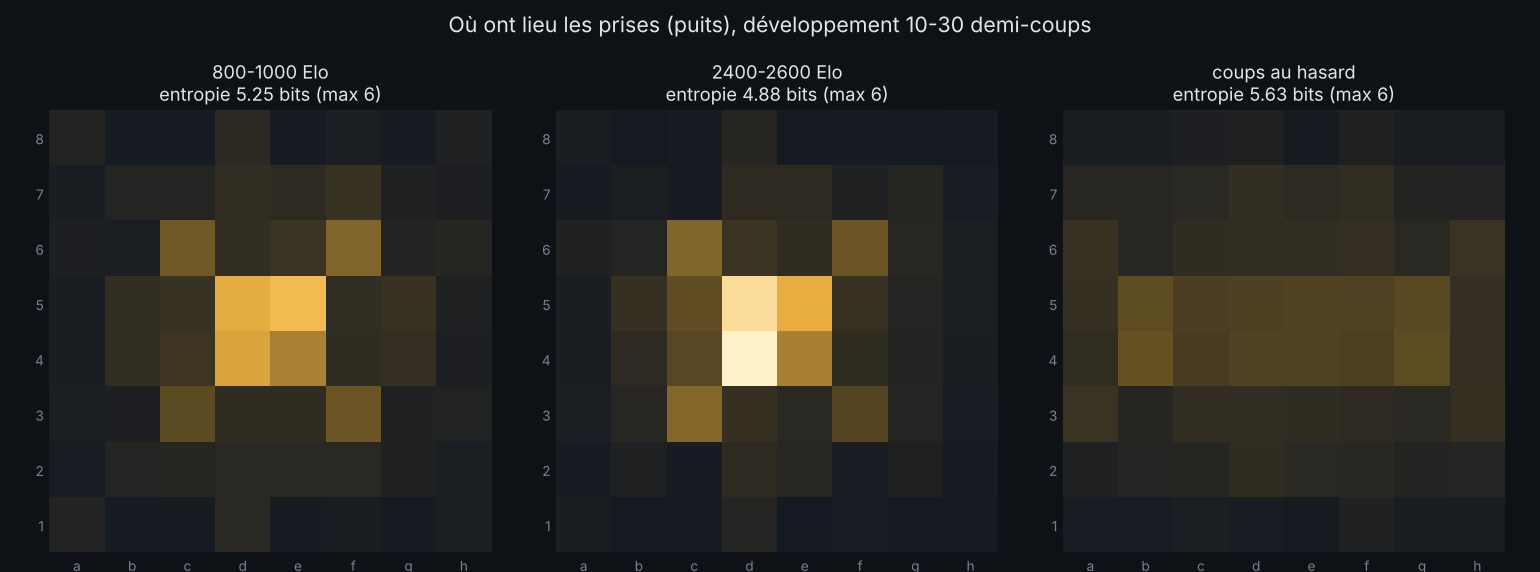 Où ont lieu les prises (puits), développement 10-30 demi-coups
800-1000 Elo
entropie 5.25 bits (max 6)
2400-2600 Elo
entropie 4.88 bits (max 6)
coups au hasard
entropie 5.63 bits (max 6)
8 8 8
7 7 7
6 6 6
5 5 5
4 4 4
3 3 3
2 2 2
1 1 1
a b c d e f g h a b c d e f g h a b c d e f g h